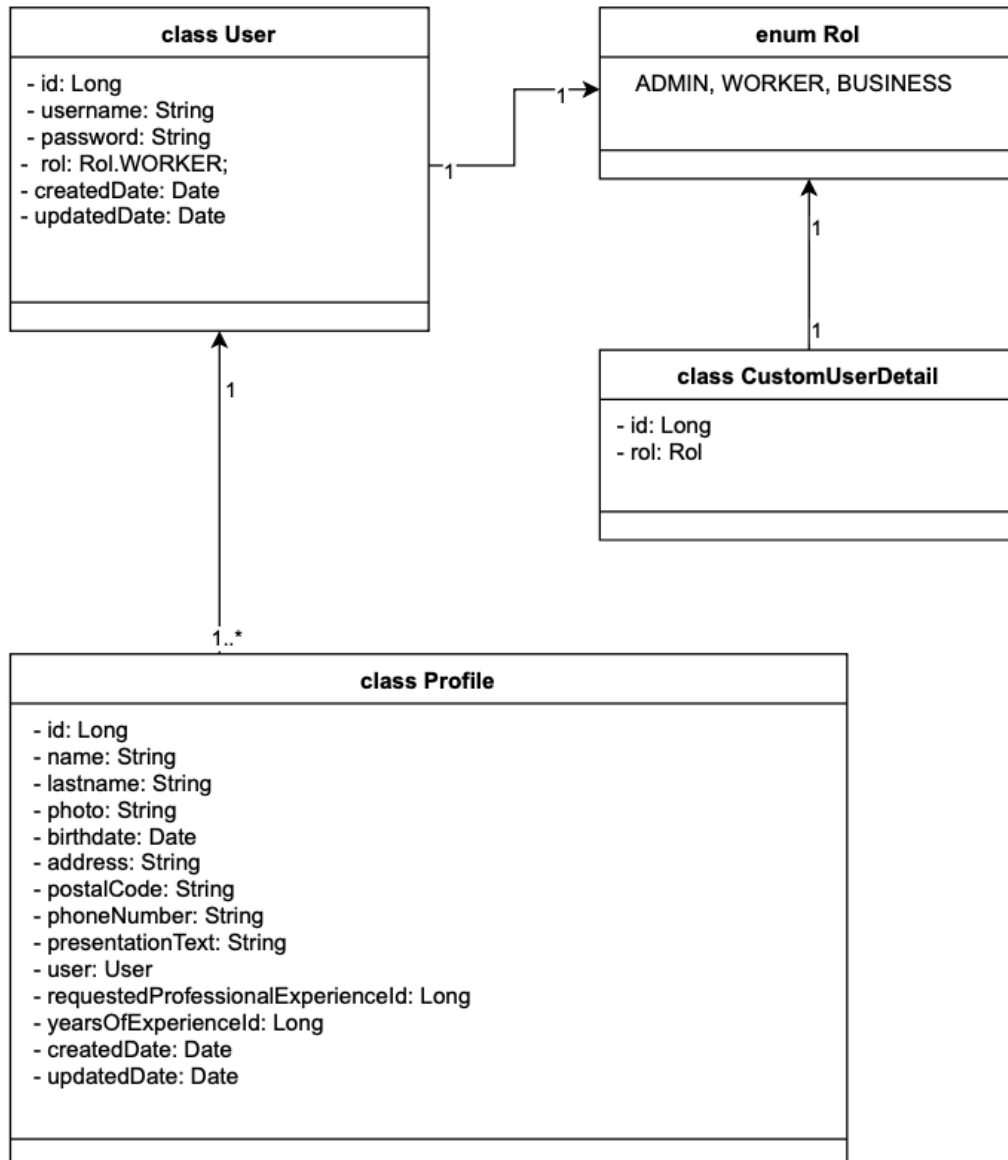 class User
- id: Long
- username: String
- password: String
- rol: Rol.WORKER;
- createdDate: Date
- updatedDate: Date
1
1
enum Rol
ADMIN, WORKER, BUSINESS
1
1
class CustomUserDetail
- id: Long
- rol: Rol
1
1..*
class Profile
- id: Long
- name: String
- lastname: String
- photo: String
- birthdate: Date
- address: String
- postalCode: String
- phoneNumber: String
- presentationText: String
- user: User
- requestedProfessionalExperienceId: Long
- yearsOfExperienceId: Long
- createdDate: Date
- updatedDate: Date